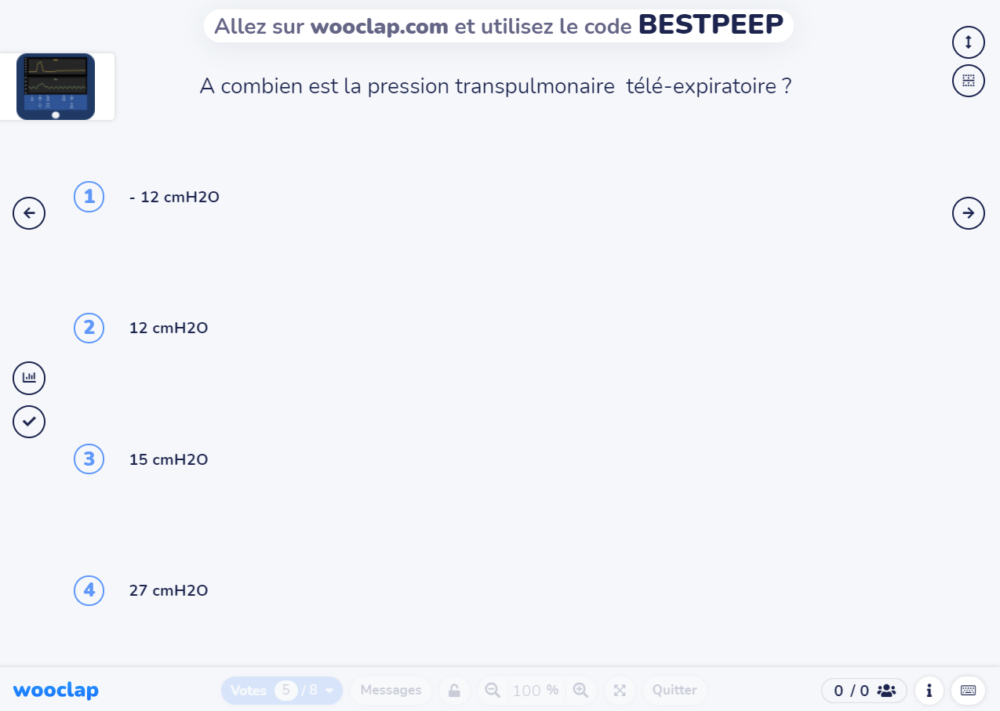 Allez sur wooclap.com et utilisez le code BESTPEEP
A combien est la pression transpulmonaire  télé-expiratoire ?
1 - 12 cmH2O
2 12 cmH2O
3 15 cmH2O
4 27 cmH2O
wooclap Votes 5 / 8 Messages 100 % Quitter 0 / 0